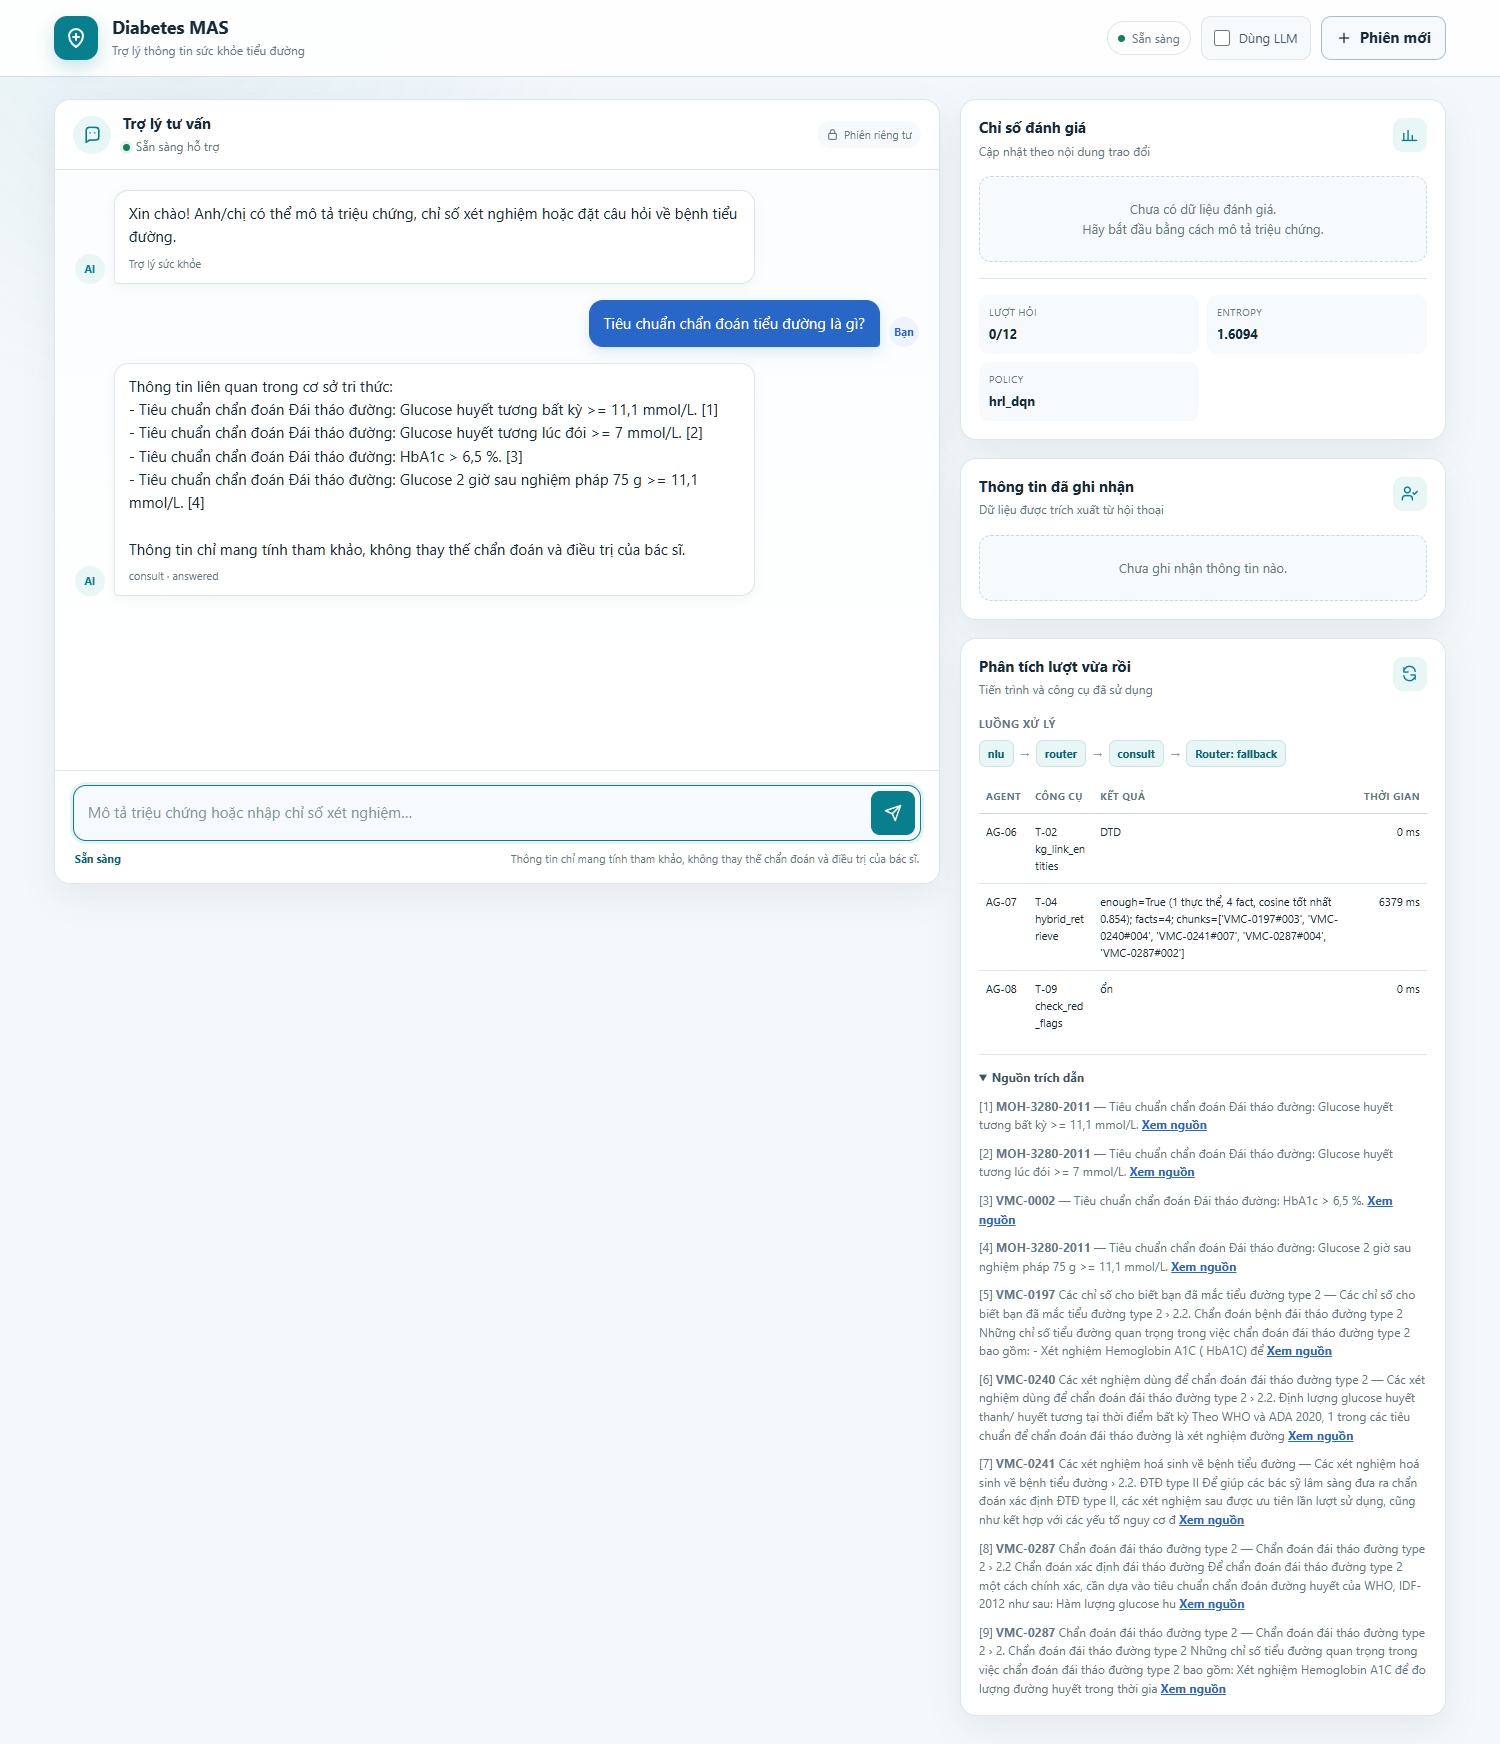 Diabetes MAS
Trợ lý thông tin sức khỏe tiểu đường
Sẵn sàng
Dùng LLM
Phiên mới
Trợ lý tư vấn
Sẵn sàng hỗ trợ
Phiên riêng tư
Xin chào! Anh/chị có thể mô tả triệu chứng, chỉ số xét nghiệm hoặc đặt câu hỏi về bệnh tiểu
đường.
Trợ lý sức khỏe
AI
Tiêu chuẩn chẩn đoán tiểu đường là gì?
Bạn
Thông tin liên quan trong cơ sở tri thức:
- Tiêu chuẩn chẩn đoán Đái tháo đường: Glucose huyết tương bất kỳ >= 11,1 mmol/L. [1]
- Tiêu chuẩn chẩn đoán Đái tháo đường: Glucose huyết tương lúc đói >= 7 mmol/L. [2]
- Tiêu chuẩn chẩn đoán Đái tháo đường: HbA1c > 6,5 %. [3]
- Tiêu chuẩn chẩn đoán Đái tháo đường: Glucose 2 giờ sau nghiệm pháp 75 g >= 11,1
mmol/L. [4]
Thông tin chỉ mang tính tham khảo, không thay thế chẩn đoán và điều trị của bác sĩ.
consult · answered
AI
Mô tả triệu chứng hoặc nhập chỉ số xét nghiệm...
Sẵn sàng
Thông tin chỉ mang tính tham khảo, không thay thế chẩn đoán và điều trị của bác sĩ.
Chỉ số đánh giá
Cập nhật theo nội dung trao đổi
Chưa có dữ liệu đánh giá.
Hãy bắt đầu bằng cách mô tả triệu chứng.
LƯỢT HỎI
0/12
ENTROPY
1.6094
POLICY
hrl_dqn
Thông tin đã ghi nhận
Dữ liệu được trích xuất từ hội thoại
Chưa ghi nhận thông tin nào.
Phân tích lượt vừa rồi
Tiến trình và công cụ đã sử dụng
LUỒNG XỬ LÝ
nlu → router → consult → Router: fallback
AGENT CÔNG CỤ KẾT QUẢ THỜI GIAN
AG-06 T-02 DTD 0 ms
kg_link_en
tities
AG-07 T-04 enough=True (1 thực thể, 4 fact, cosine tốt nhất 6379 ms
hybrid_ret 0.854); facts=4; chunks=['VMC-0197#003', 'VMC-
rieve 0240#004', 'VMC-0241#007', 'VMC-0287#004',
'VMC-0287#002']
AG-08 T-09 ổn 0 ms
check_red
_flags
▼ Nguồn trích dẫn
[1] MOH-3280-2011 — Tiêu chuẩn chẩn đoán Đái tháo đường: Glucose huyết
tương bất kỳ >= 11,1 mmol/L. Xem nguồn
[2] MOH-3280-2011 — Tiêu chuẩn chẩn đoán Đái tháo đường: Glucose huyết
tương lúc đói >= 7 mmol/L. Xem nguồn
[3] VMC-0002 — Tiêu chuẩn chẩn đoán Đái tháo đường: HbA1c > 6,5 %. Xem
nguồn
[4] MOH-3280-2011 — Tiêu chuẩn chẩn đoán Đái tháo đường: Glucose 2 giờ sau
nghiệm pháp 75 g >= 11,1 mmol/L. Xem nguồn
[5] VMC-0197 Các chỉ số cho biết bạn đã mắc tiểu đường type 2 — Các chỉ số cho
biết bạn đã mắc tiểu đường type 2 › 2.2. Chẩn đoán bệnh đái tháo đường type 2
Những chỉ số tiểu đường quan trọng trong việc chẩn đoán đái tháo đường type 2
bao gồm: - Xét nghiệm Hemoglobin A1C ( HbA1C) để Xem nguồn
[6] VMC-0240 Các xét nghiệm dùng để chẩn đoán đái tháo đường type 2 — Các xét
nghiệm dùng để chẩn đoán đái tháo đường type 2 › 2.2. Định lượng glucose huyết
thanh/ huyết tương tại thời điểm bất kỳ Theo WHO và ADA 2020, 1 trong các tiêu
chuẩn để chẩn đoán đái tháo đường là xét nghiệm đường Xem nguồn
[7] VMC-0241 Các xét nghiệm hoá sinh về bệnh tiểu đường — Các xét nghiệm hoá
sinh về bệnh tiểu đường › 2.2. ĐTĐ type II Để giúp các bác sỹ lâm sàng đưa ra chẩn
đoán xác định ĐTĐ type II, các xét nghiệm sau được ưu tiên lần lượt sử dụng, cũng
như kết hợp với các yếu tố nguy cơ đ Xem nguồn
[8] VMC-0287 Chẩn đoán đái tháo đường type 2 — Chẩn đoán đái tháo đường type
2 › 2.2 Chẩn đoán xác định đái tháo đường Để chẩn đoán đái tháo đường type 2
một cách chính xác, cần dựa vào tiêu chuẩn chẩn đoán đường huyết của WHO, IDF-
2012 như sau: Hàm lượng glucose hu Xem nguồn
[9] VMC-0287 Chẩn đoán đái tháo đường type 2 — Chẩn đoán đái tháo đường type
2 › 2. Chẩn đoán đái tháo đường type 2 Những chỉ số tiểu đường quan trọng trong
việc chẩn đoán đái tháo đường type 2 bao gồm: Xét nghiệm Hemoglobin A1C để đo
lượng đường huyết trong thời gia Xem nguồn